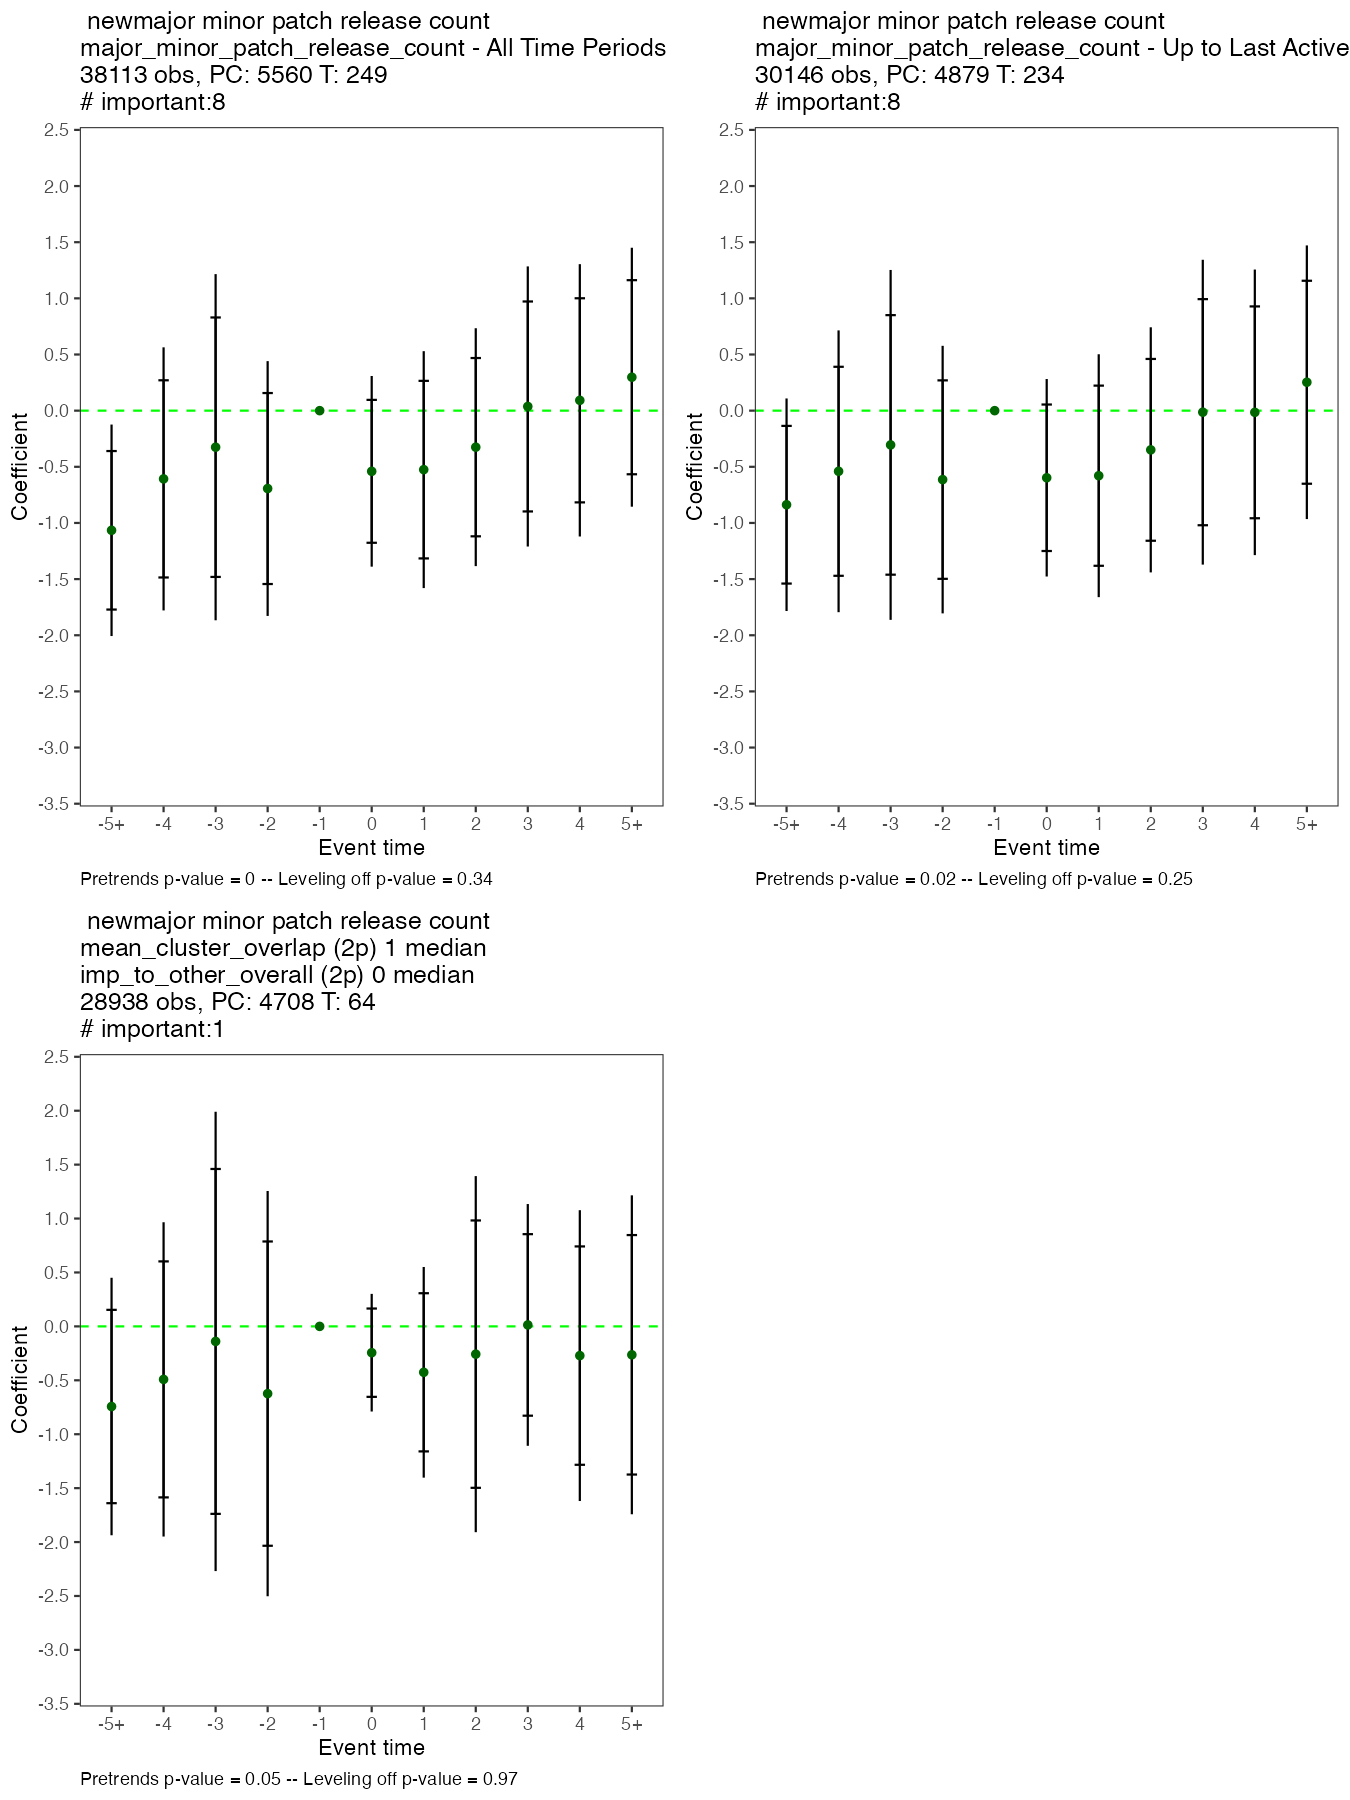 newmajor minor patch release count
major_minor_patch_release_count - All Time Periods
38113 obs, PC: 5560 T: 249
# important:8
2.5
2.0
1.5
1.0
0.5
0.0
-0.5
-1.0
-1.5
-2.0
-2.5
-3.0
-3.5
Coefficient
-5+ -4 -3 -2 -1 0 1 2 3 4 5+
Event time
Pretrends p-value = 0 -- Leveling off p-value = 0.34
newmajor minor patch release count
major_minor_patch_release_count - Up to Last Active
30146 obs, PC: 4879 T: 234
# important:8
2.5
2.0
1.5
1.0
0.5
0.0
-0.5
-1.0
-1.5
-2.0
-2.5
-3.0
-3.5
Coefficient
-5+ -4 -3 -2 -1 0 1 2 3 4 5+
Event time
Pretrends p-value = 0.02 -- Leveling off p-value = 0.25
newmajor minor patch release count
mean_cluster_overlap (2p) 1 median
imp_to_other_overall (2p) 0 median
28938 obs, PC: 4708 T: 64
# important:1
2.5
2.0
1.5
1.0
0.5
0.0
-0.5
-1.0
-1.5
-2.0
-2.5
-3.0
-3.5
Coefficient
-5+ -4 -3 -2 -1 0 1 2 3 4 5+
Event time
Pretrends p-value = 0.05 -- Leveling off p-value = 0.97